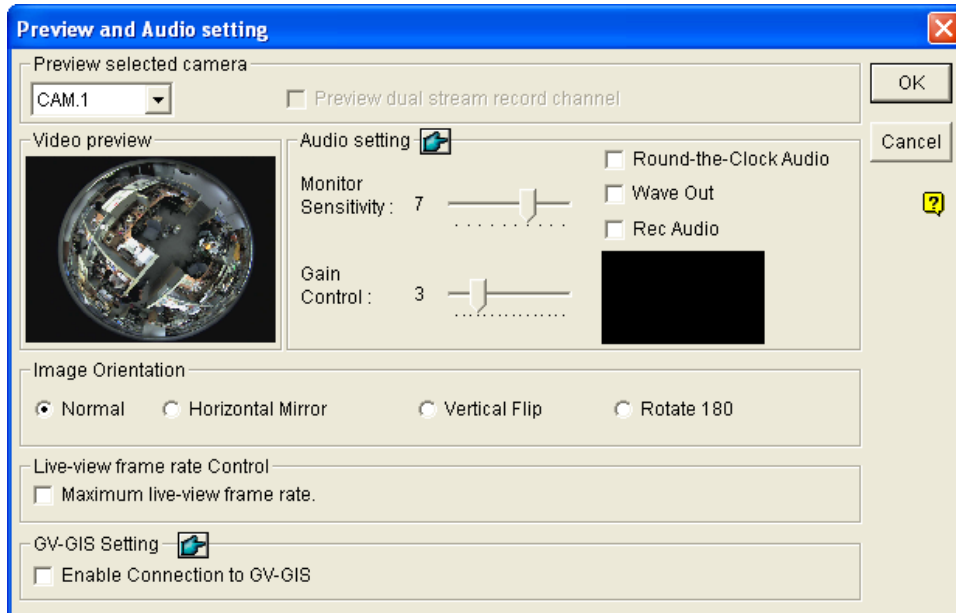 Preview and Audio setting
Preview selected camera
CAM.1
Preview dual stream record channel
OK
Cancel
Video preview
Audio setting
Monitor
Sensitivity : 7
Round-the-Clock Audio
Wave Out
Rec Audio
Gain
Control : 3
Image Orientation
Normal
Horizontal Mirror
Vertical Flip
Rotate 180
Live-view frame rate Control
Maximum live-view frame rate.
GV-GIS Setting
Enable Connection to GV-GIS